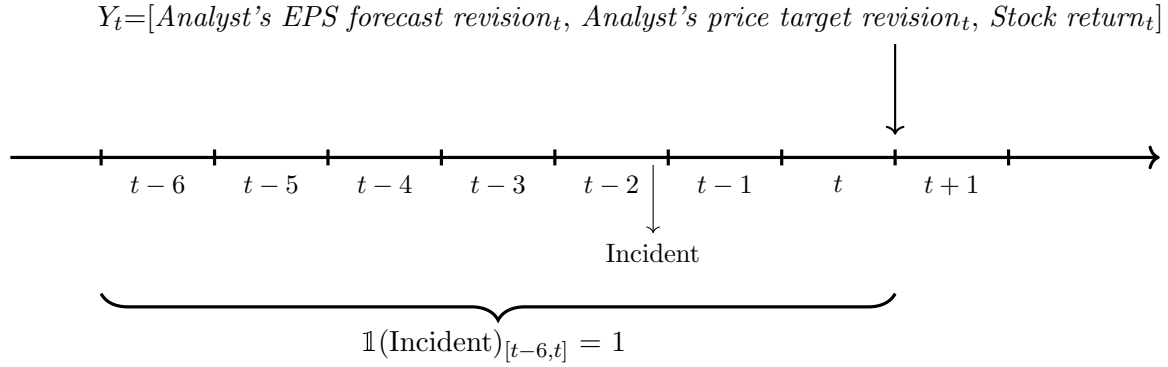 Y_t=[Analyst's EPS forecast revision_t, Analyst's price target revision_t, Stock return_t]
t − 6 t − 5 t − 4 t − 3 t − 2 t − 1 t t + 1
Incident
𝟙(Incident)_[t−6,t] = 1